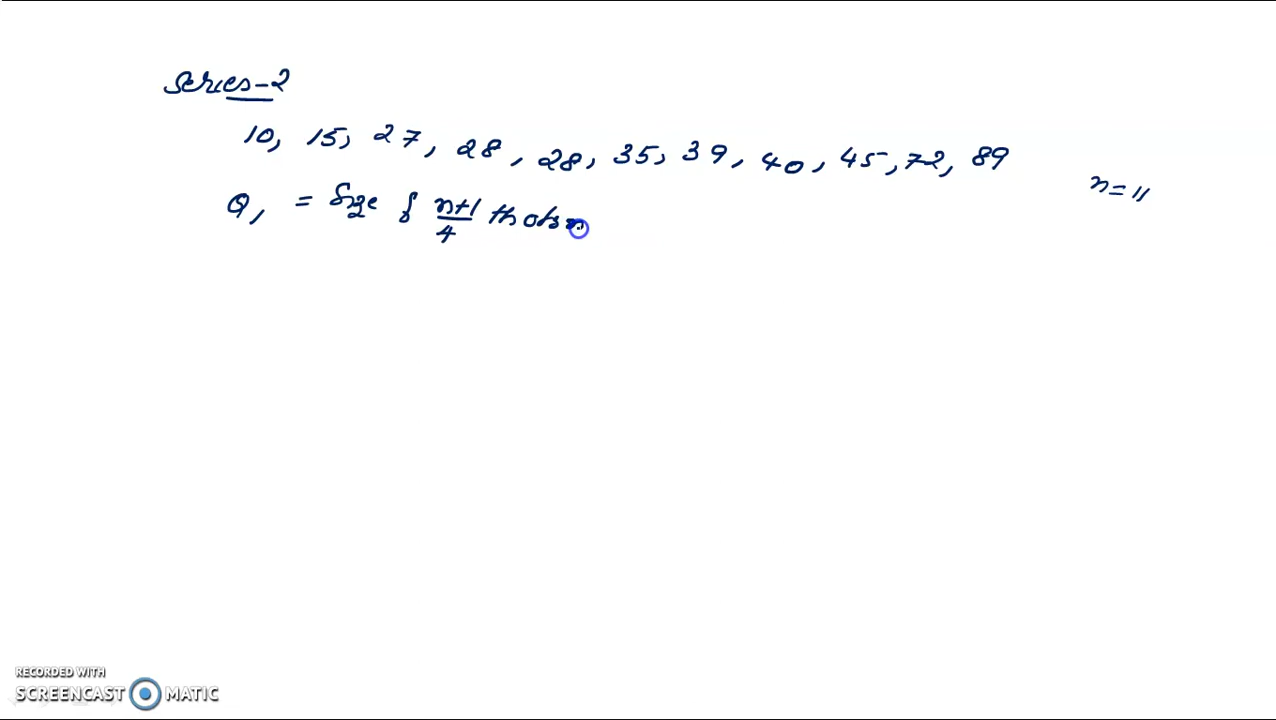 Series-2
10, 15, 27, 28, 28, 35, 39, 40, 45, 72, 89
n = 11
Q1 = Size of n+1/4 th obsn
RECORDED WITH
SCREENCAST MATIC